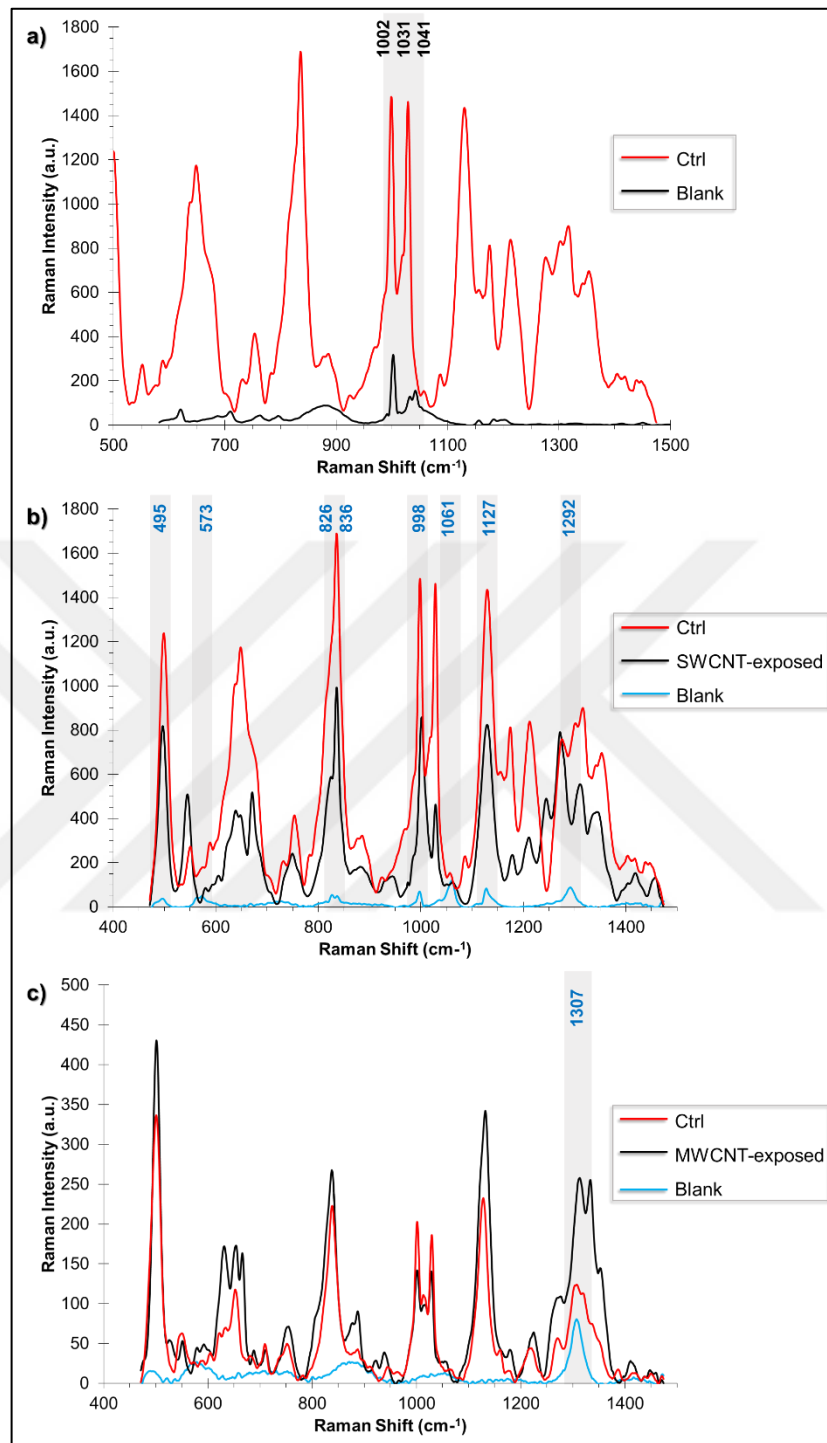 a)
1002 1031 1041
1800
1600
1400
1200
1000
800
600
400
200
0
Raman Intensity (a.u.)
500 700 900 1100 1300 1500
Raman Shift (cm-1)
Ctrl
Blank
b)
495 573 826 836 998 1061 1127 1292
1800
1600
1400
1200
1000
800
600
400
200
0
Raman Intensity (a.u.)
400 600 800 1000 1200 1400
Raman Shift (cm-1)
Ctrl
SWCNT-exposed
Blank
c)
1307
500
450
400
350
300
250
200
150
100
50
0
Raman Intensity (a.u.)
400 600 800 1000 1200 1400
Raman Shift (cm-1)
Ctrl
MWCNT-exposed
Blank